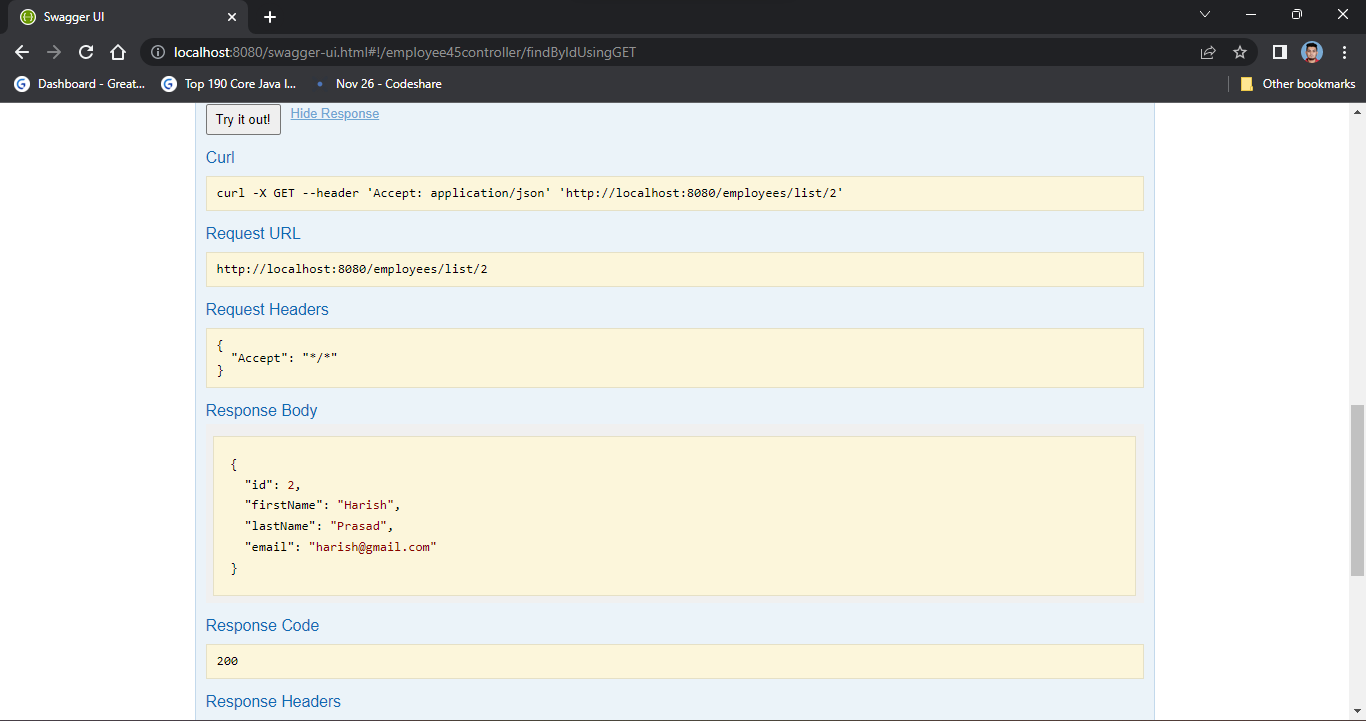 Swagger UI
localhost:8080/swagger-ui.html#!/employee45controller/findByIdUsingGET
Dashboard - Great...
Top 190 Core Java I...
Nov 26 - Codeshare
Other bookmarks
Try it out!
Hide Response
Curl
curl -X GET --header 'Accept: application/json' 'http://localhost:8080/employees/list/2'
Request URL
http://localhost:8080/employees/list/2
Request Headers
{
"Accept": "*/*"
}
Response Body
{
"id": 2,
"firstName": "Harish",
"lastName": "Prasad",
"email": "harish@gmail.com"
}
Response Code
200
Response Headers